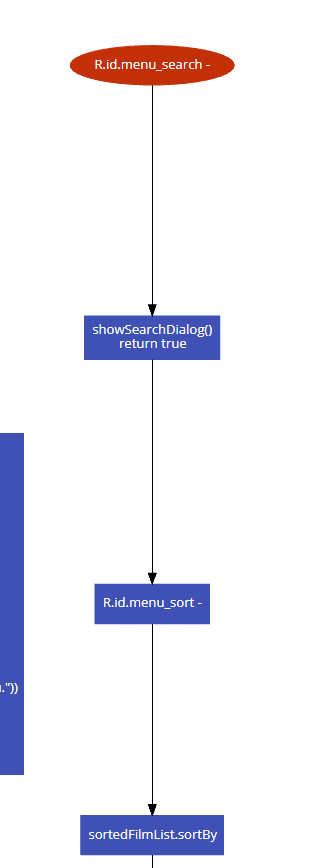 R.id.menu_search -
showSearchDialog()
return true
R.id.menu_sort -
."))
sortedFilmList.sortBy